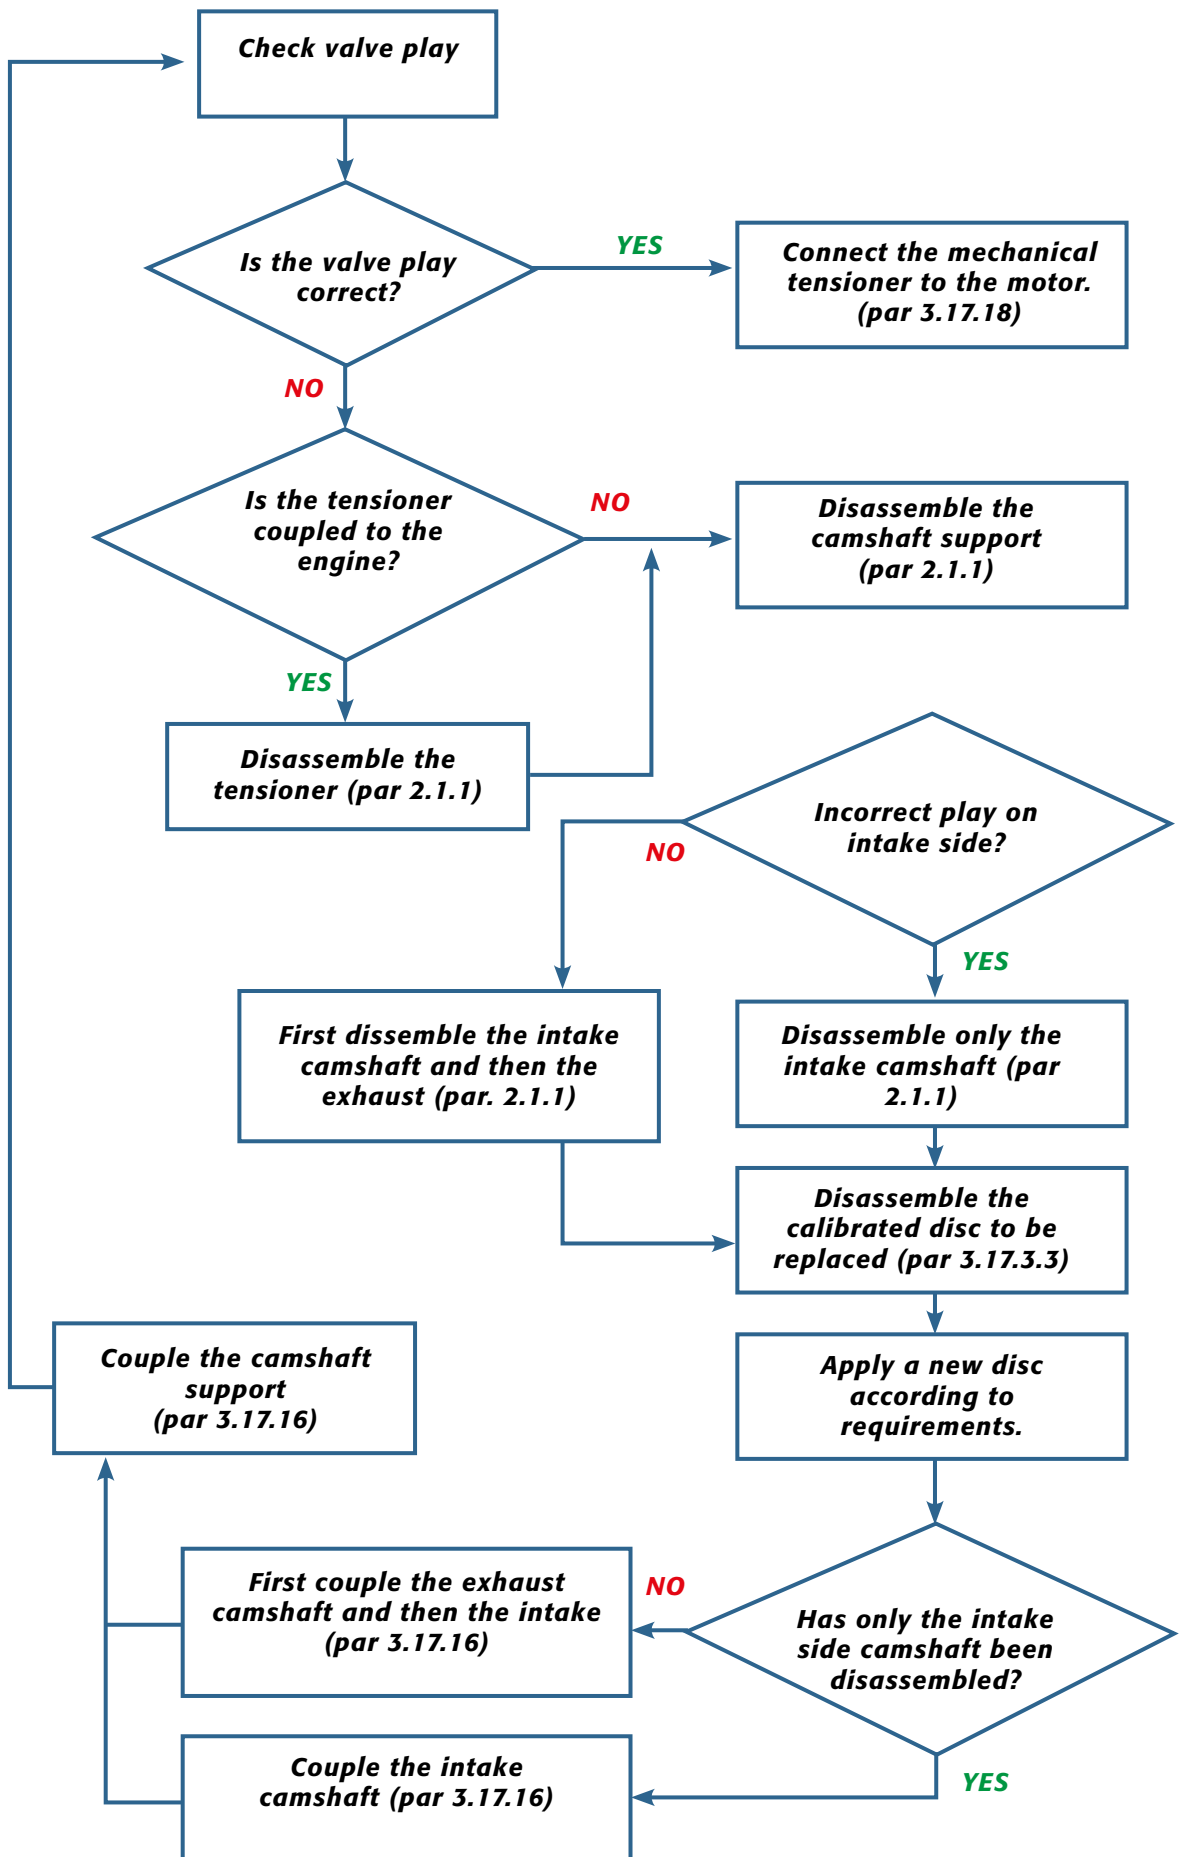 Check valve play
Is the valve play
correct?
YES
Connect the mechanical
tensioner to the motor.
(par 3.17.18)
NO
Is the tensioner
coupled to the
engine?
NO
Disassemble the
camshaft support
(par 2.1.1)
YES
Disassemble the
tensioner (par 2.1.1)
Incorrect play on
intake side?
NO
YES
First dissemble the intake
camshaft and then the
exhaust (par. 2.1.1)
Disassemble only the
intake camshaft (par
2.1.1)
Disassemble the
calibrated disc to be
replaced (par 3.17.3.3)
Couple the camshaft
support
(par 3.17.16)
Apply a new disc
according to
requirements.
First couple the exhaust
camshaft and then the intake
(par 3.17.16)
NO
Has only the intake
side camshaft been
disassembled?
Couple the intake
camshaft (par 3.17.16)
YES